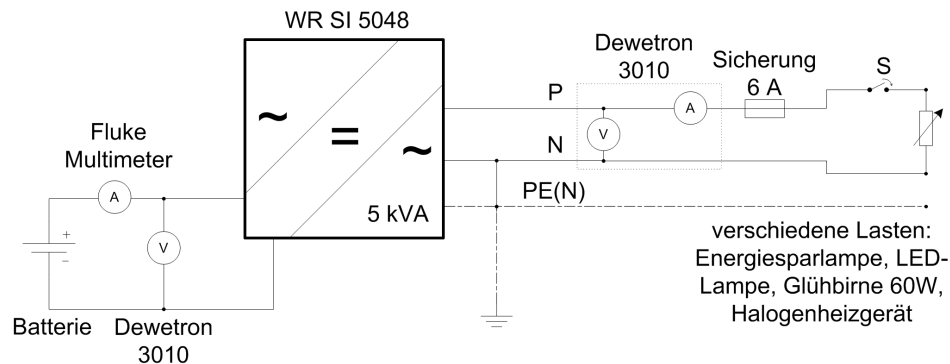 WR SI 5048
~
=
~
5 kVA
Fluke
Multimeter
A
V
+
-
Batterie
Dewetron
3010
Dewetron
3010
P
N
PE(N)
A
V
Sicherung
6 A
S
verschiedene Lasten:
Energiesparlampe, LED-
Lampe, Glühbirne 60W,
Halogenheizgerät